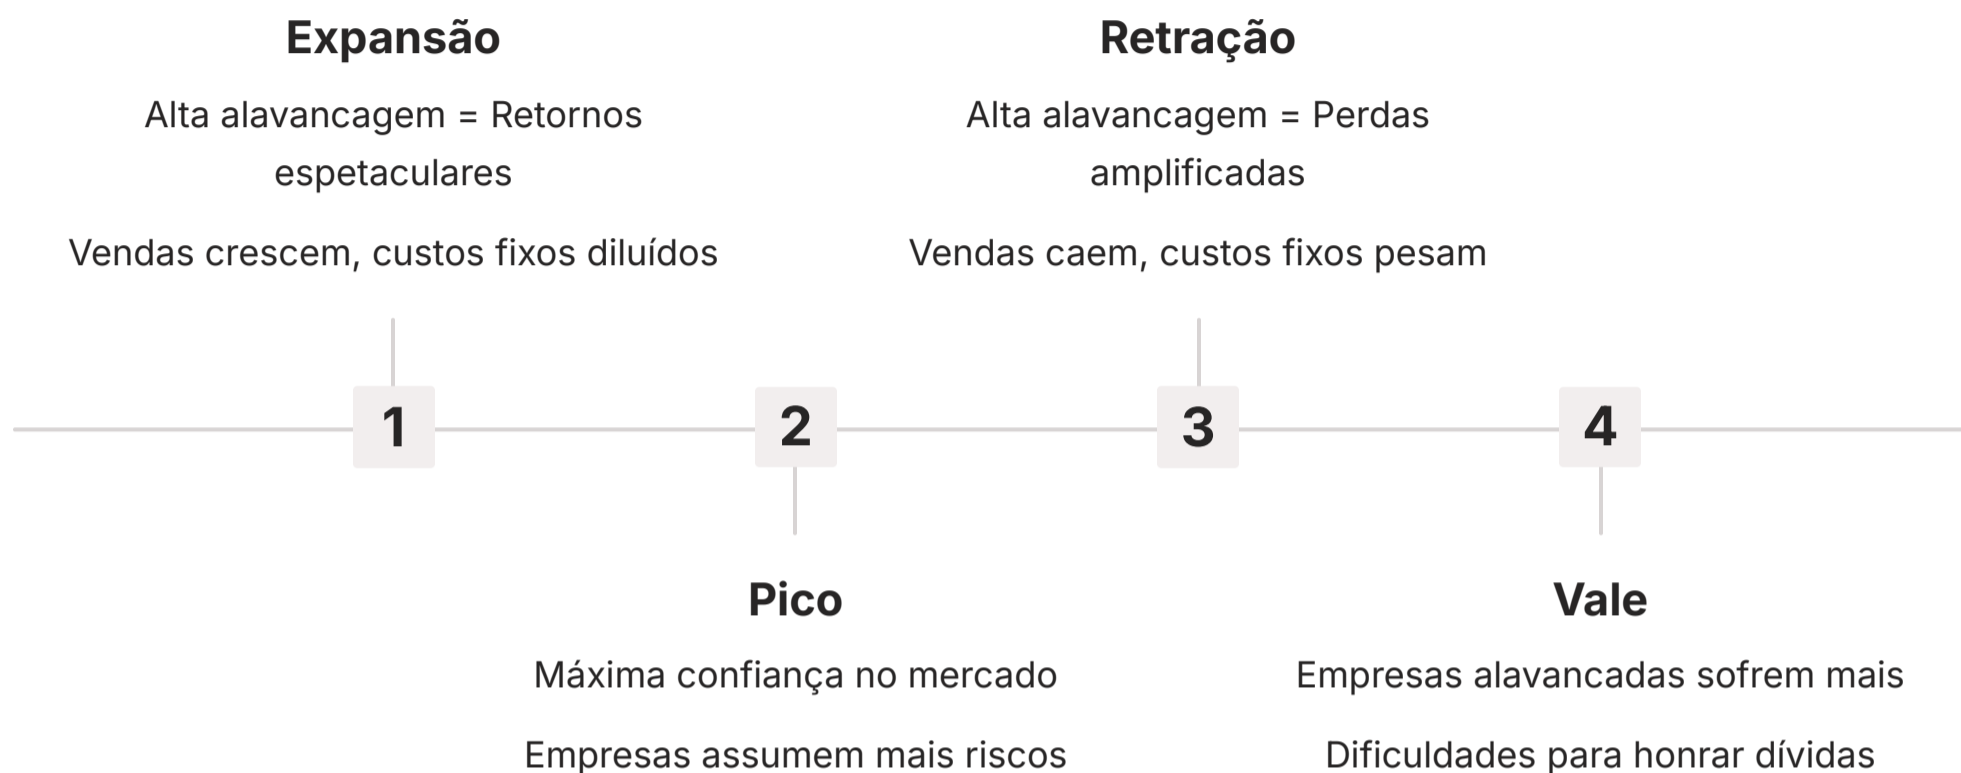 Expansão
Alta alavancagem = Retornos
espetaculares
Vendas crescem, custos fixos diluídos
Retração
Alta alavancagem = Perdas
amplificadas
Vendas caem, custos fixos pesam
1
2
3
4
Pico
Máxima confiança no mercado
Empresas assumem mais riscos
Vale
Empresas alavancadas sofrem mais
Dificuldades para honrar dívidas